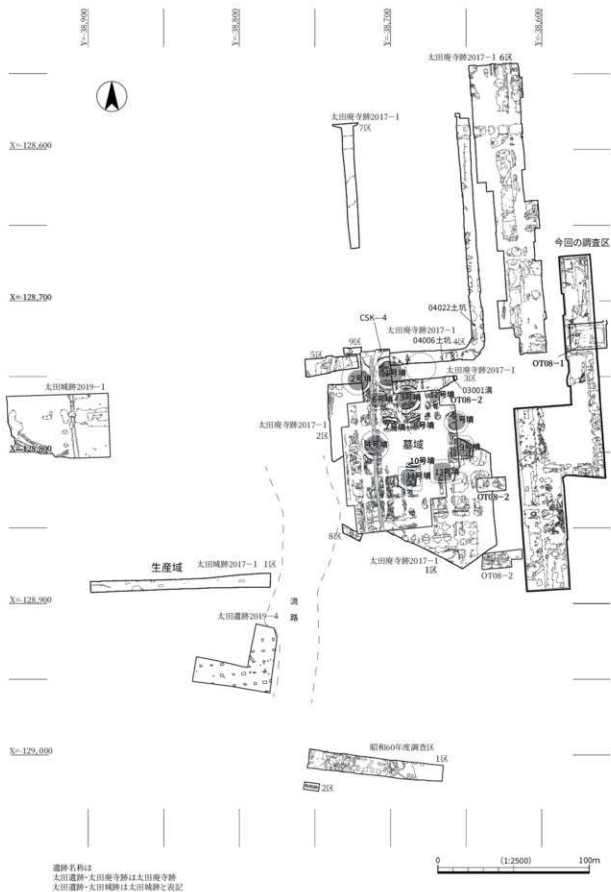 Y=-38,900
Y=-38,800
Y=-38,700
Y=-38,600
太田廃寺跡2017-1 6区
太田廃寺跡2017-1
7区
X=-128,600
今回の調査区
X=-128,700
04022土坑
CSK-4
太田廃寺跡2017-1
04006土坑
4区
9区
5区
OT08-1
太田廃寺跡2017-1
3区
03001溝
太田城跡2019-1
2号墳
OT08-2
太田廃寺跡2017-1
2区
X=-128,800
墓域
10号墳
OT08-2
8区
太田廃寺跡2017-1
1区
OT08-2
生産域
太田城跡2017-1 1区
X=-128,900
流路
太田遺跡2019-4
X=-129,000
昭和60年度調査区
1区
2区
遺跡名称は
太田遺跡・太田廃寺跡は太田廃寺跡
太田遺跡・太田城跡は太田城跡と表記
0
(1:2500)
100m